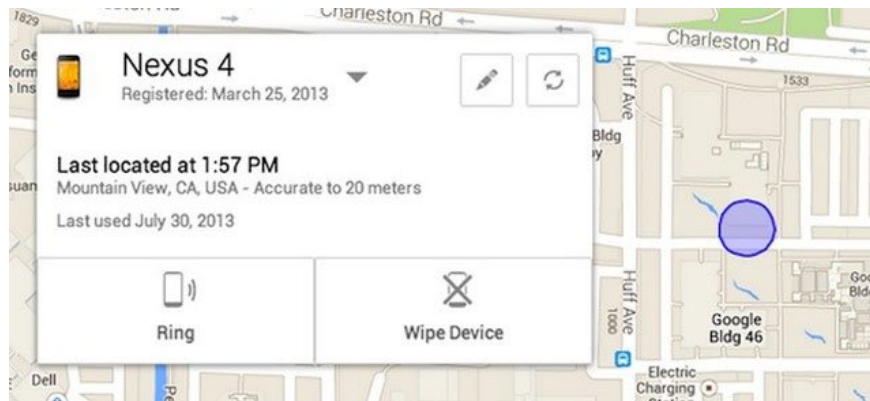 1829
Charleston Rd
Charleston Rd
1533
Nexus 4
Registered: March 25, 2013
Huff Ave
Bldg
Last located at 1:57 PM
Mountain View, CA, USA - Accurate to 20 meters
Last used July 30, 2013
Ring
Wipe Device
Huff Ave
1000
Google
Bldg 46
Dell
Electric
Charging
Station